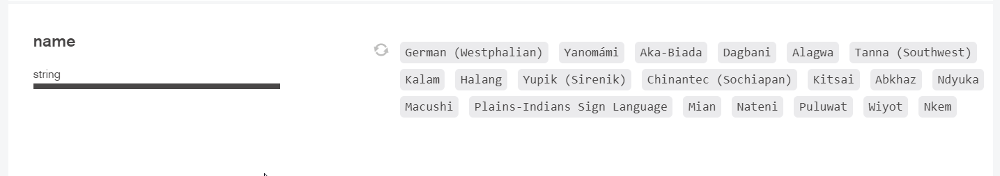 name
string
German (Westphalian) Yanomámi Aka-Biada Dagbani Alagwa Tanna (Southwest)
Kalam Halang Yupik (Sirenik) Chinantec (Sochiapan) Kitsai Abkhaz Ndyuka
Macushi Plains-Indians Sign Language Mian Nateni Puluwat Wiyot Nkem